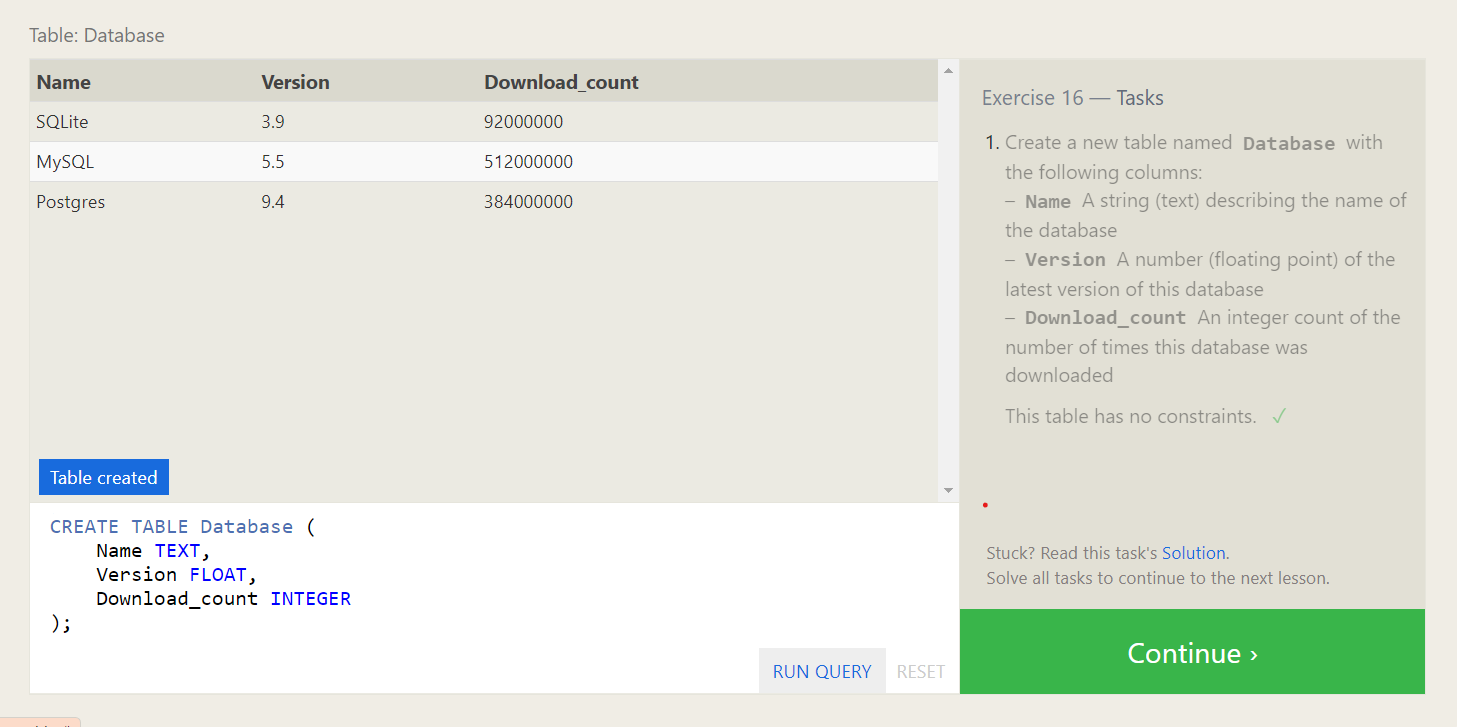 Table: Database
Name Version Download_count
SQLite 3.9 92000000
MySQL 5.5 512000000
Postgres 9.4 384000000
Table created
CREATE TABLE Database (
    Name TEXT,
    Version FLOAT,
    Download_count INTEGER
);
RUN QUERY RESET
Exercise 16 — Tasks
1. Create a new table named Database with
the following columns:
– Name A string (text) describing the name of
the database
– Version A number (floating point) of the
latest version of this database
– Download_count An integer count of the
number of times this database was
downloaded
This table has no constraints. ✓
Stuck? Read this task's Solution.
Solve all tasks to continue to the next lesson.
Continue ›